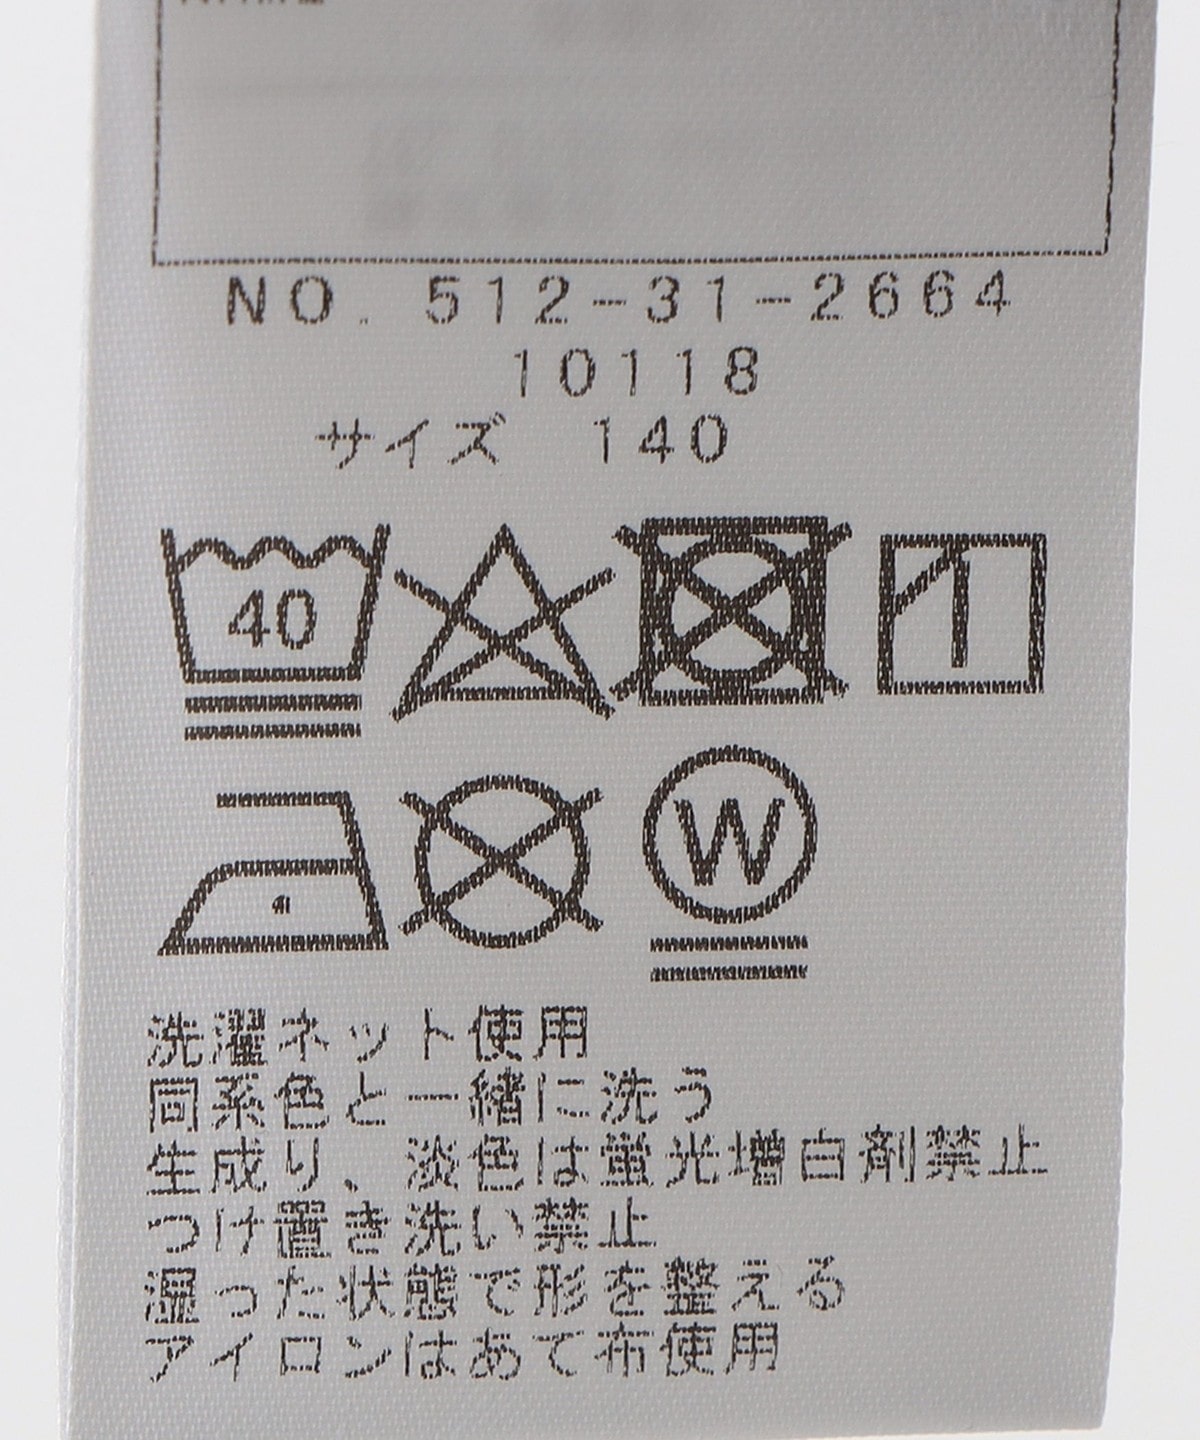 NO. 512-31-2664
10118
サイズ 140
40
W
洗濯ネット使用
同系色と一緒に洗う
生成り、淡色は蛍光増白剤禁止
つけ置き洗い禁止
湿った状態で形を整える
アイロンはあて布使用